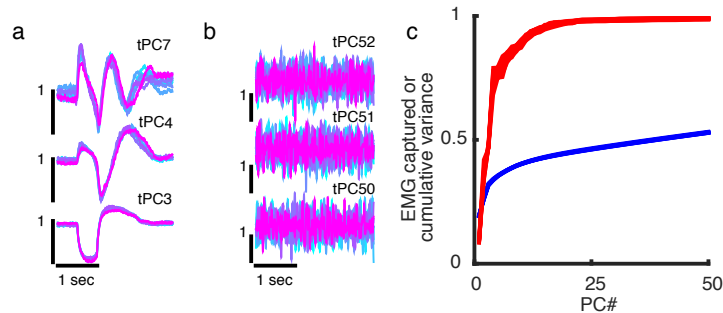 a
tPC7
1
tPC4
1
tPC3
1
1 sec
b
tPC52
1
tPC51
1
tPC50
1
1 sec
c
EMG captured or
cumulative variance
1
0.5
0
0
25
50
PC#